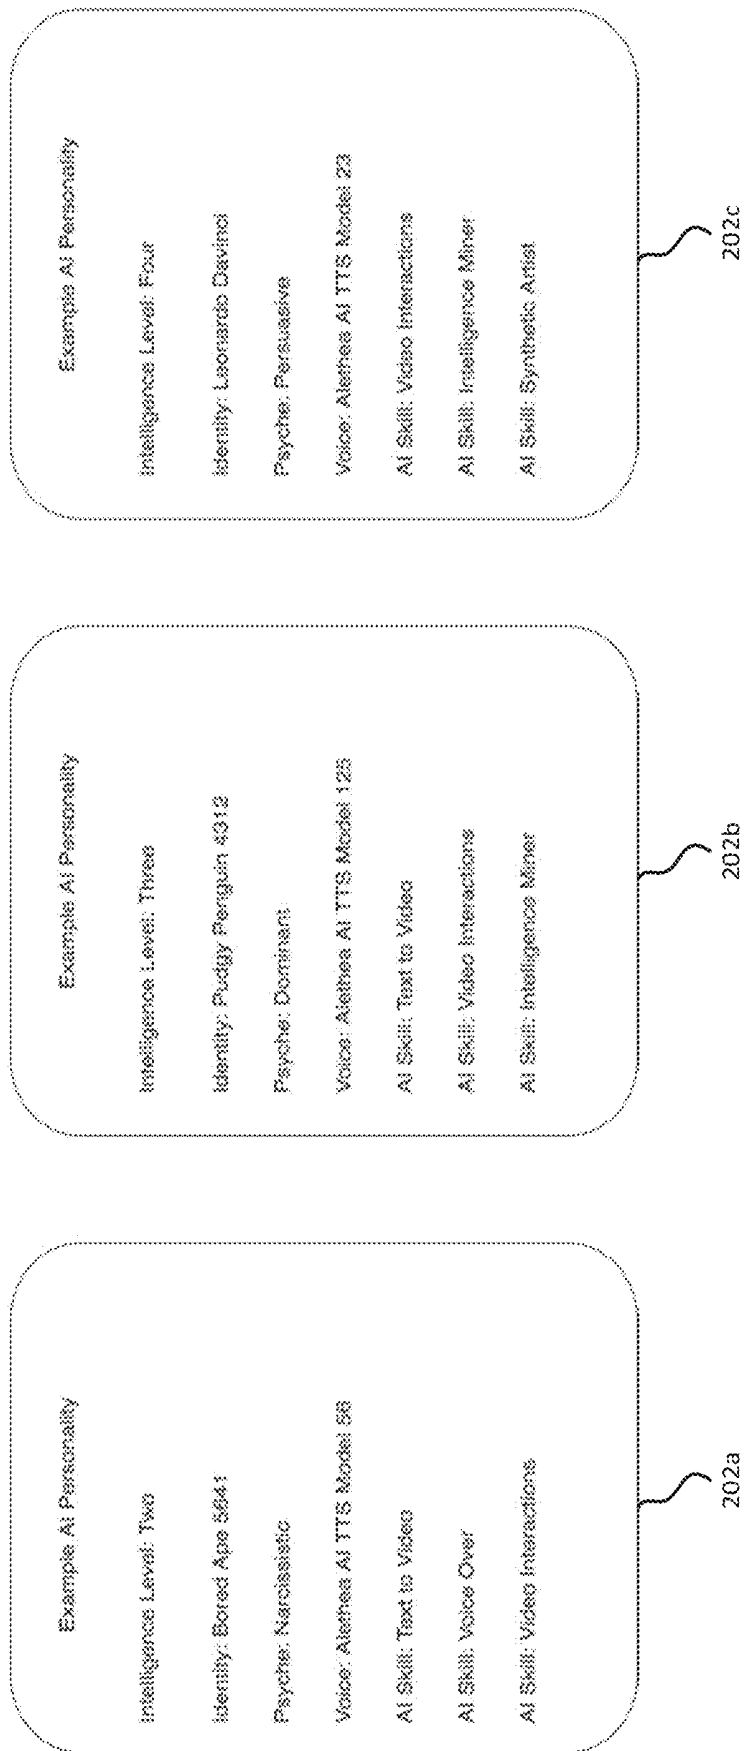 Example AI Personality
Intelligence Level: Two
Identity: Bored Ape 5641
Psyche: Narcissistic
Voice: Alethea AI TTS Model 56
AI Skill: Text to Video
AI Skill: Voice Over
AI Skill: Video Interactions
202a
Example AI Personality
Intelligence Level: Three
Identity: Pudgy Penguin 4312
Psyche: Dominant
Voice: Alethea AI TTS Model 125
AI Skill: Text to Video
AI Skill: Video Interactions
AI Skill: Intelligence Miner
202b
Example AI Personality
Intelligence Level: Four
Identity: Leonardo Davinci
Psyche: Persuasive
Voice: Alethea AI TTS Model 23
AI Skill: Video Interactions
AI Skill: Intelligence Miner
AI Skill: Synthetic Artist
202c